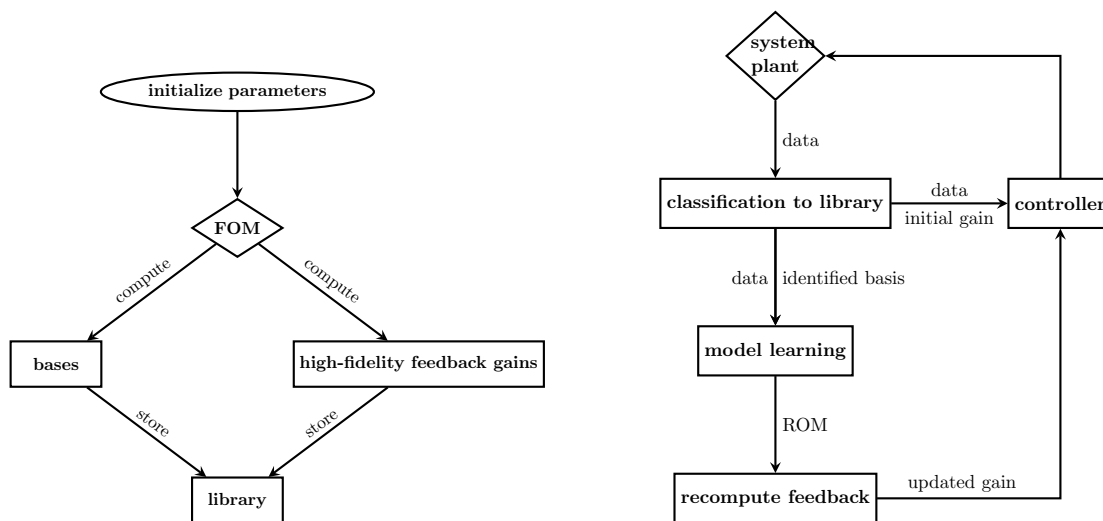 initialize parameters
FOM
compute
compute
bases
high-fidelity feedback gains
store
store
library
system
plant
data
classification to library
data
initial gain
controller
data
identified basis
model learning
ROM
recompute feedback
updated gain